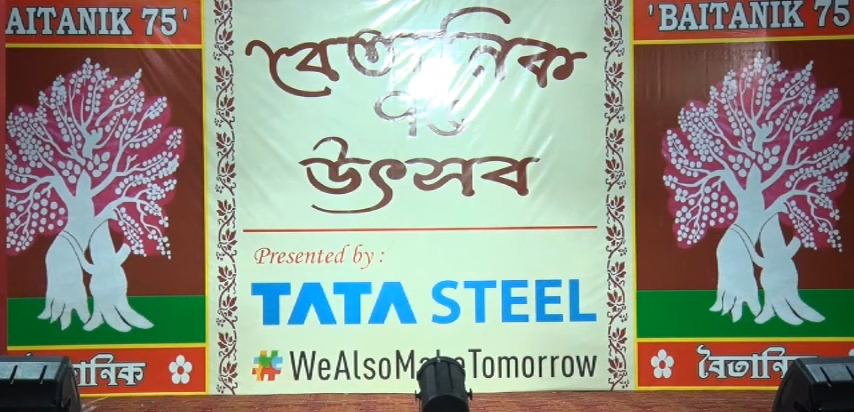 AITANIK 75'
বৈতানিক
৭৫
উৎসব
Presented by :
TATA STEEL
#WeAlsoMakeTomorrow
'BAITANIK 75
বৈতানিক